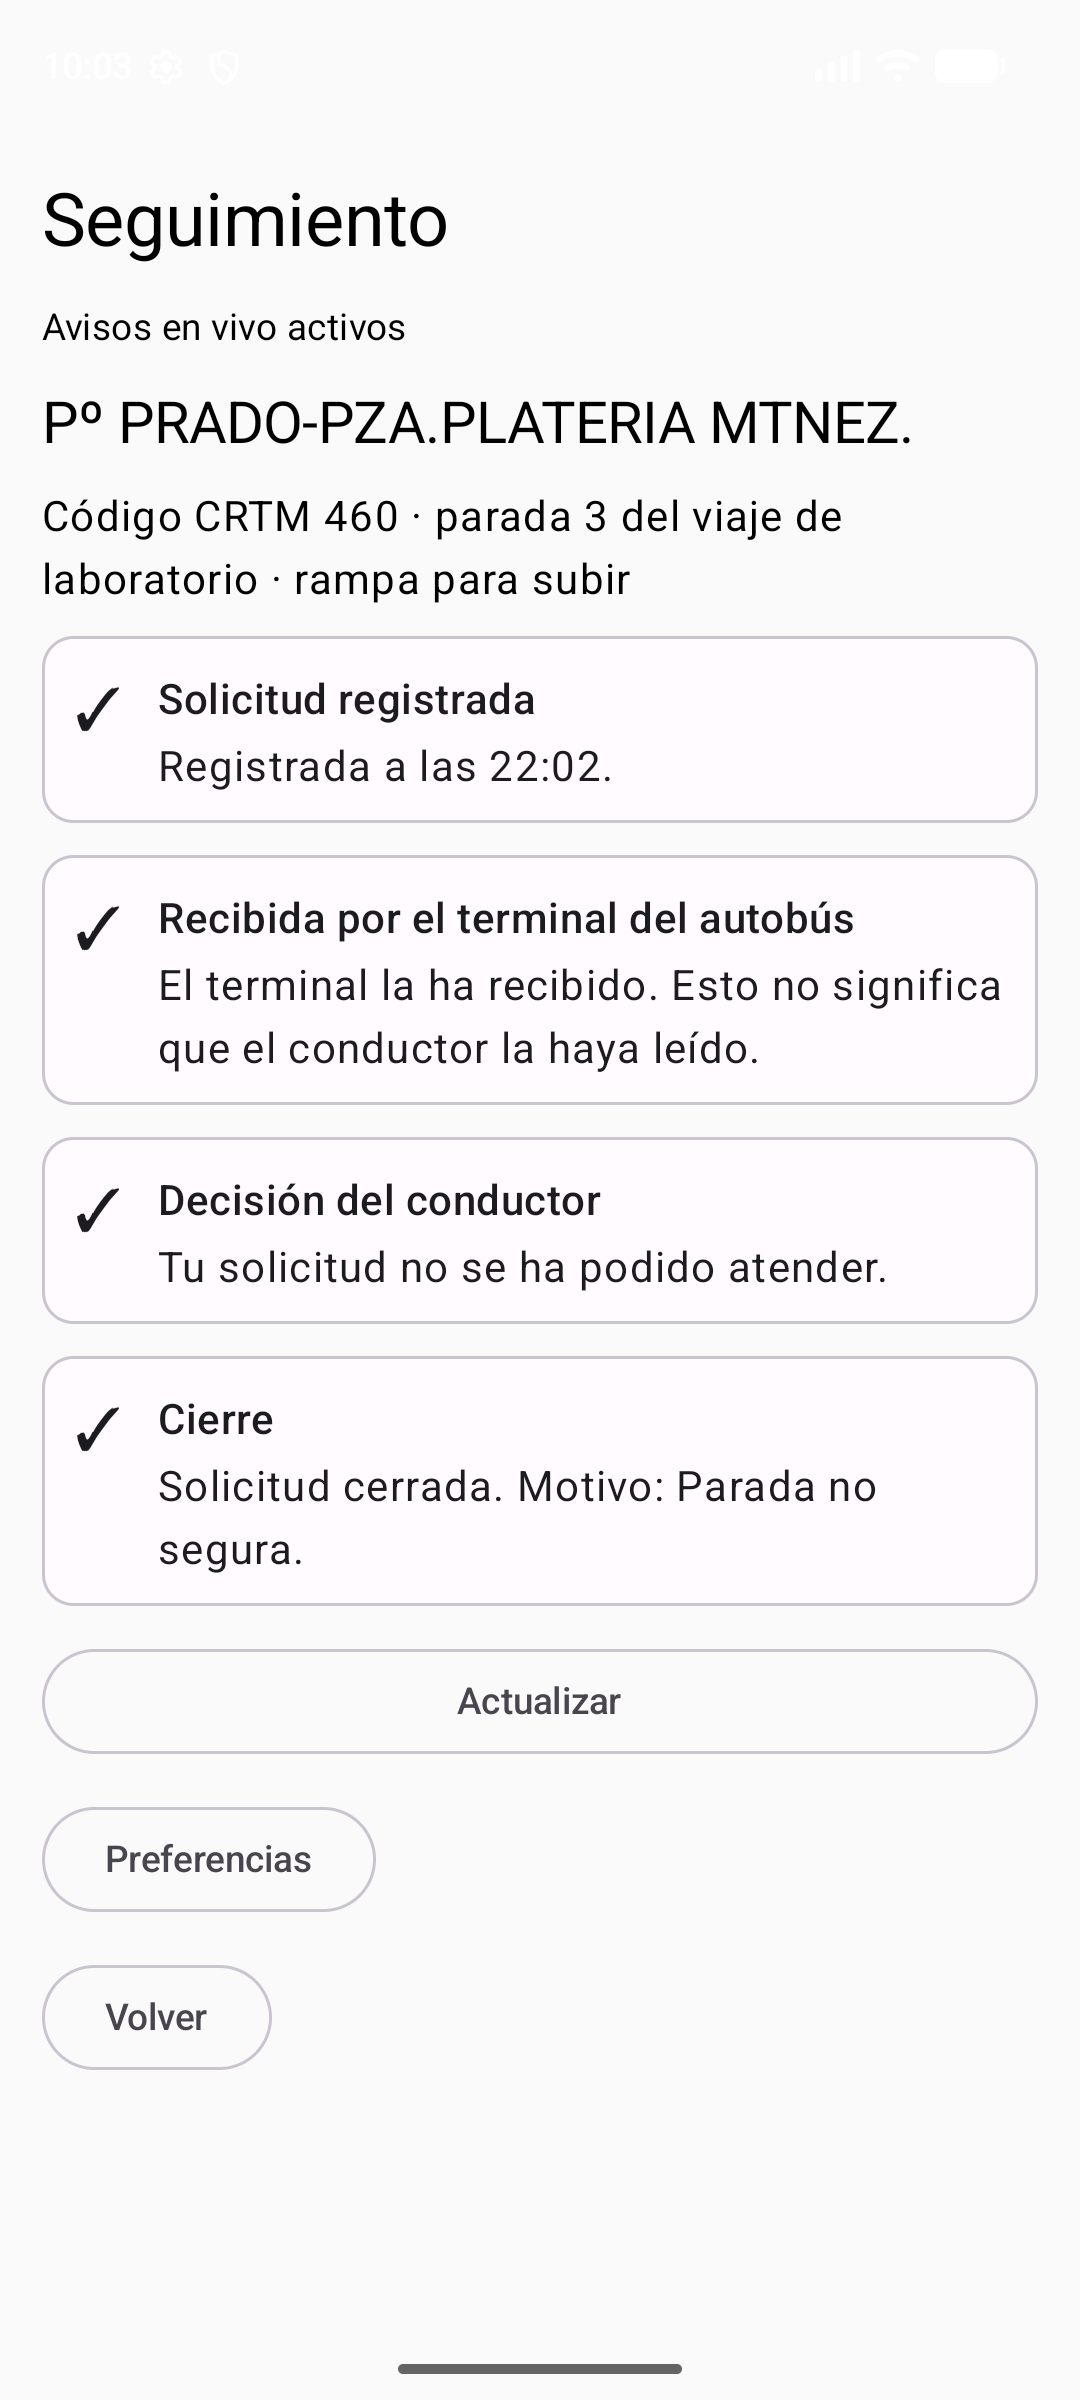 10:03
Seguimiento
Avisos en vivo activos
Pº PRADO-PZA.PLATERIA MTNEZ.
Código CRTM 460 · parada 3 del viaje de
laboratorio · rampa para subir
✓ Solicitud registrada
Registrada a las 22:02.
✓ Recibida por el terminal del autobús
El terminal la ha recibido. Esto no significa
que el conductor la haya leído.
✓ Decisión del conductor
Tu solicitud no se ha podido atender.
✓ Cierre
Solicitud cerrada. Motivo: Parada no
segura.
Actualizar
Preferencias
Volver